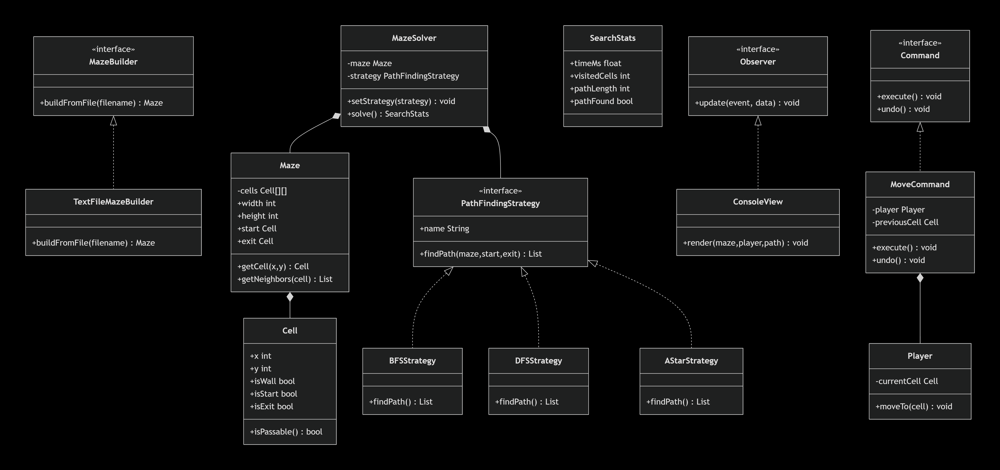 «interface»
MazeBuilder
+buildFromFile(filename) : Maze
TextFileMazeBuilder
+buildFromFile(filename) : Maze
MazeSolver
-maze Maze
-strategy PathFindingStrategy
+setStrategy(strategy) : void
+solve() : SearchStats
Maze
-cells Cell[][]
+width int
+height int
+start Cell
+exit Cell
+getCell(x,y) : Cell
+getNeighbors(cell) : List
Cell
+x int
+y int
+isWall bool
+isStart bool
+isExit bool
+isPassable() : bool
«interface»
PathFindingStrategy
+name String
+findPath(maze,start,exit) : List
BFSStrategy
+findPath() : List
DFSStrategy
+findPath() : List
AStarStrategy
+findPath() : List
SearchStats
+timeMs float
+visitedCells int
+pathLength int
+pathFound bool
«interface»
Observer
+update(event, data) : void
ConsoleView
+render(maze,player,path) : void
«interface»
Command
+execute() : void
+undo() : void
MoveCommand
-player Player
-previousCell Cell
+execute() : void
+undo() : void
Player
-currentCell Cell
+moveTo(cell) : void